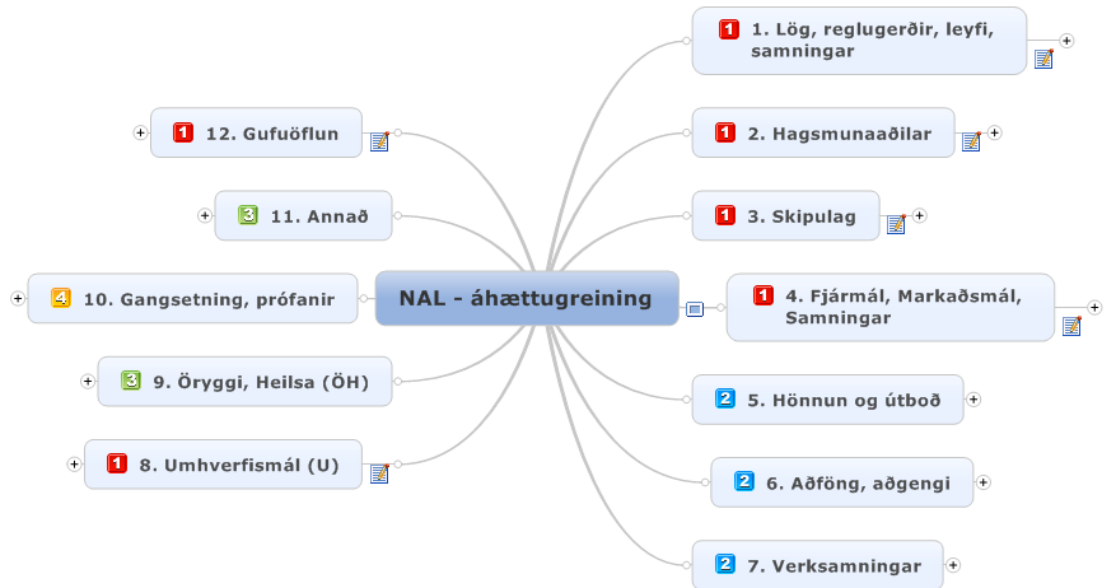 NAL - áhættugreining
1 1. Lög, reglugerðir, leyfi,
samningar
1 2. Hagsmunaaðilar
1 3. Skipulag
1 4. Fjármál, Markaðsmál,
Samningar
2 5. Hönnun og útboð
2 6. Aðföng, aðgengi
2 7. Verksamningar
1 8. Umhverfismál (U)
3 9. Öryggi, Heilsa (ÖH)
4 10. Gangsetning, prófanir
3 11. Annað
1 12. Gufuöflun